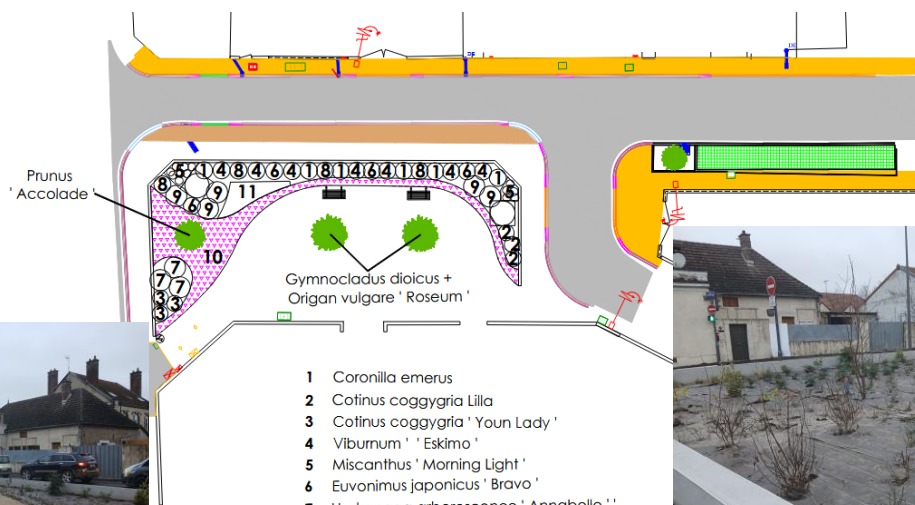 5 1 4 8 4 6 4 1 8 1 4 6 4 1 8 1 4 6 4 1
8 9 9 6 9 11 9 5
Prunus
' Accolade '
10
2
2
2
7
7
7
3
3
3
Gymnocladus dioicus +
Origan vulgare ' Roseum '
1 Coronilla emerus
2 Cotinus coggygria Lilla
3 Cotinus coggygria ' Youn Lady '
4 Viburnum ' ' Eskimo '
5 Miscanthus ' Morning Light '
6 Euvonimus japonicus ' Bravo '